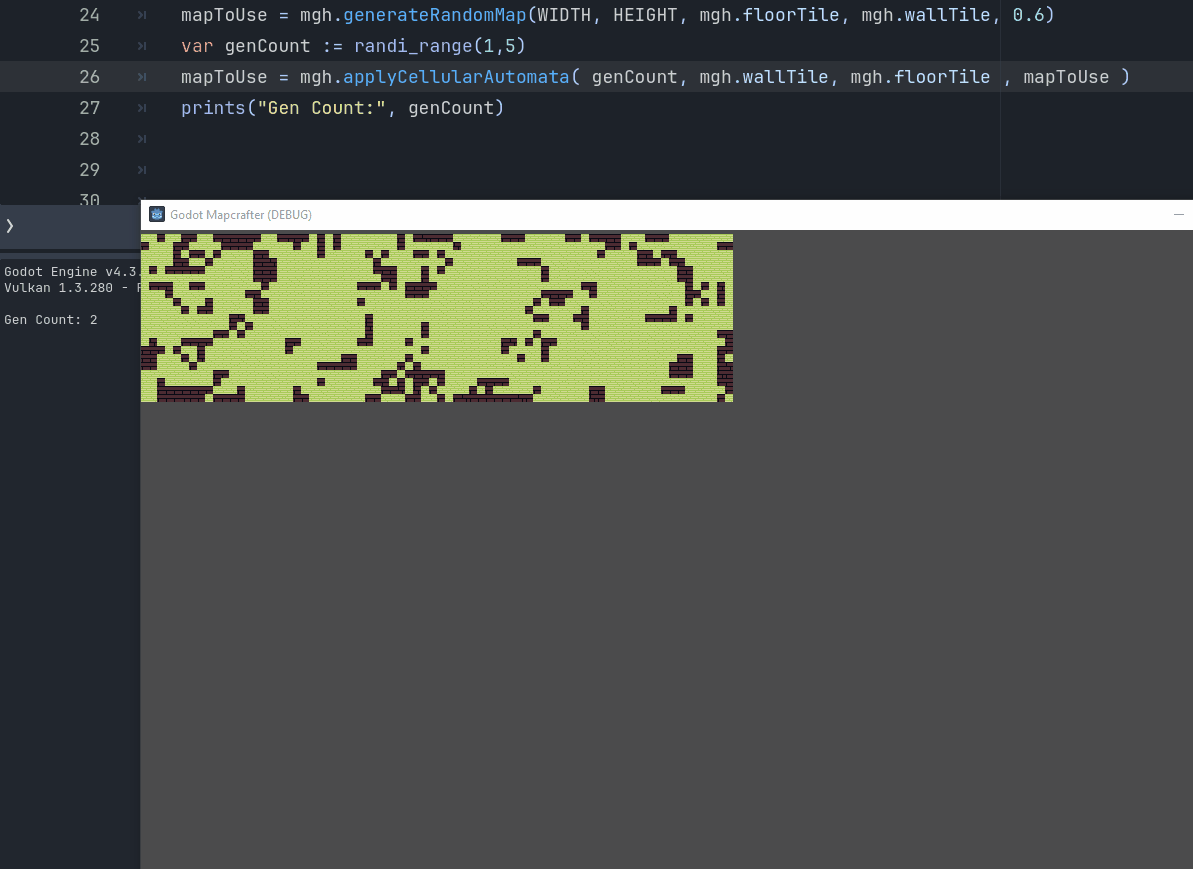 24 mapToUse = mgh.generateRandomMap(WIDTH, HEIGHT, mgh.floorTile, mgh.wallTile, 0.6)
25 var genCount := randi_range(1,5)
26 mapToUse = mgh.applyCellularAutomata( genCount, mgh.wallTile, mgh.floorTile , mapToUse )
27 prints("Gen Count:", genCount)
28
29
30
Godot Mapcrafter (DEBUG)
Godot Engine v4.3.
Vulkan 1.3.280 -
Gen Count: 2